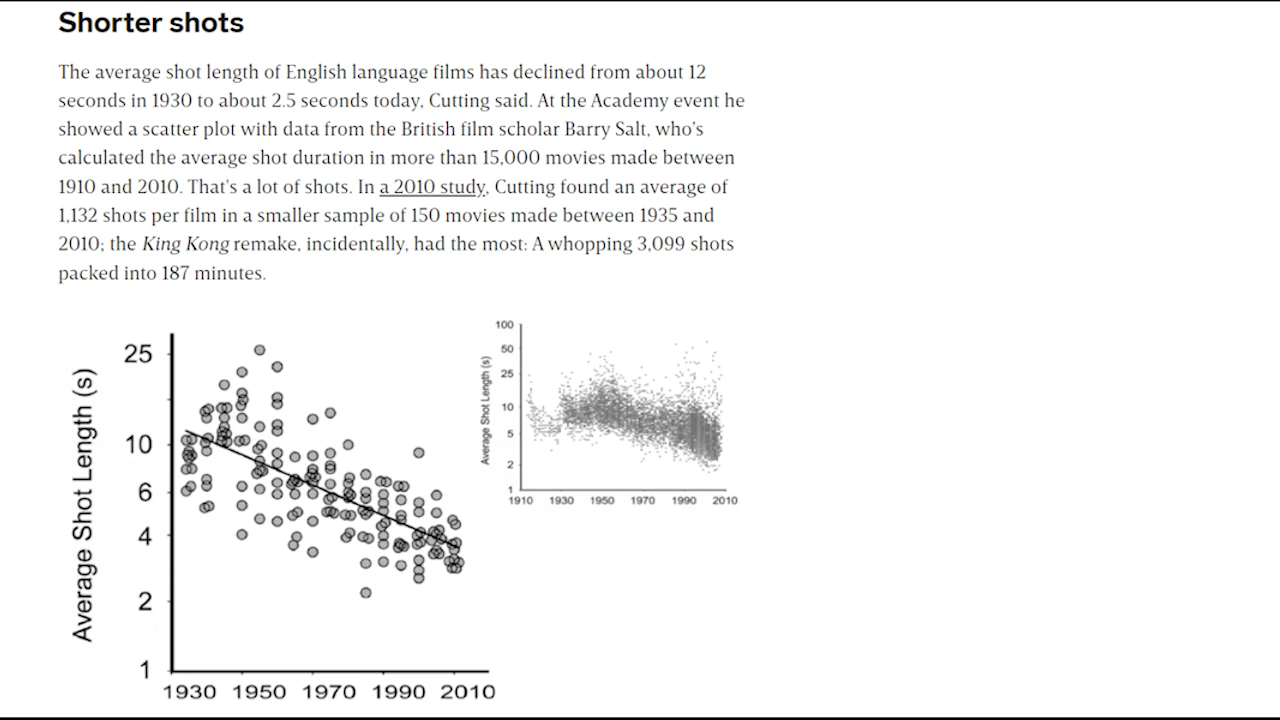 Shorter shots
The average shot length of English language films has declined from about 12
seconds in 1930 to about 2.5 seconds today, Cutting said. At the Academy event he
showed a scatter plot with data from the British film scholar Barry Salt, who's
calculated the average shot duration in more than 15,000 movies made between
1910 and 2010. That's a lot of shots. In a 2010 study, Cutting found an average of
1,132 shots per film in a smaller sample of 150 movies made between 1935 and
2010; the King Kong remake, incidentally, had the most: A whopping 3,099 shots
packed into 187 minutes.
Average Shot Length (s)
25
10
6
4
2
1
1930 1950 1970 1990 2010
Average Shot Length (s)
100
50
25
10
5
2
1
1910 1930 1950 1970 1990 2010